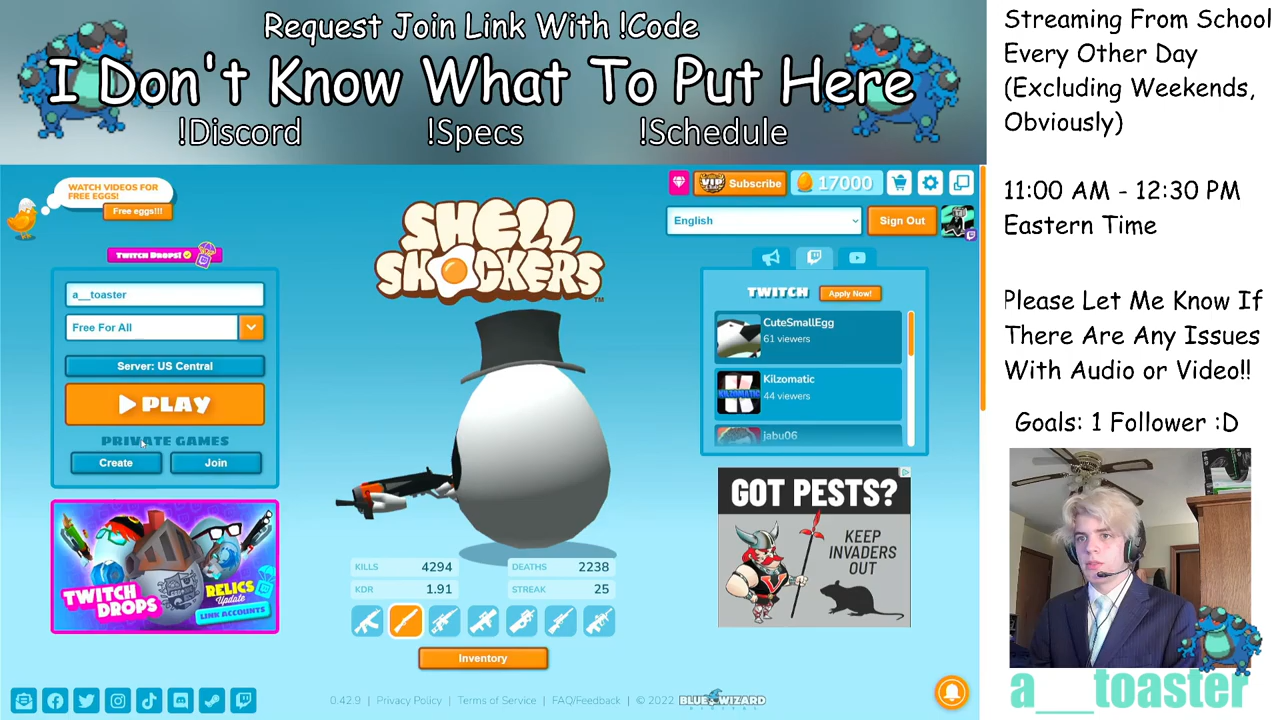 Request Join Link With !Code
I Don't Know What To Put Here
!Discord !Specs !Schedule
Streaming From School
Every Other Day
(Excluding Weekends,
Obviously)
11:00 AM - 12:30 PM
Eastern Time
Please Let Me Know If
There Are Any Issues
With Audio or Video!!
Goals: 1 Follower :D
a__toaster
WATCH VIDEOS FOR
FREE EGGS!
Free eggs!!!
TWITCH DROPS!
a__toaster
Free For All
Server: US Central
PLAY
PRIVATE GAMES
Create Join
TWITCH
DROPS
RELICS
Update
LINK ACCOUNTS
SHELL
SHOCKERS
TM
KILLS 4294 DEATHS 2238
KDR 1.91 STREAK 25
Inventory
VIP Subscribe 17000
English Sign Out
TWITCH Apply Now!
CuteSmallEgg
61 viewers
Kilzomatic
44 viewers
jabu06
GOT PESTS?
KEEP
INVADERS
OUT
0.42.9 | Privacy Policy | Terms of Service | FAQ/Feedback | © 2022 BLUE WIZARD
DIGITAL